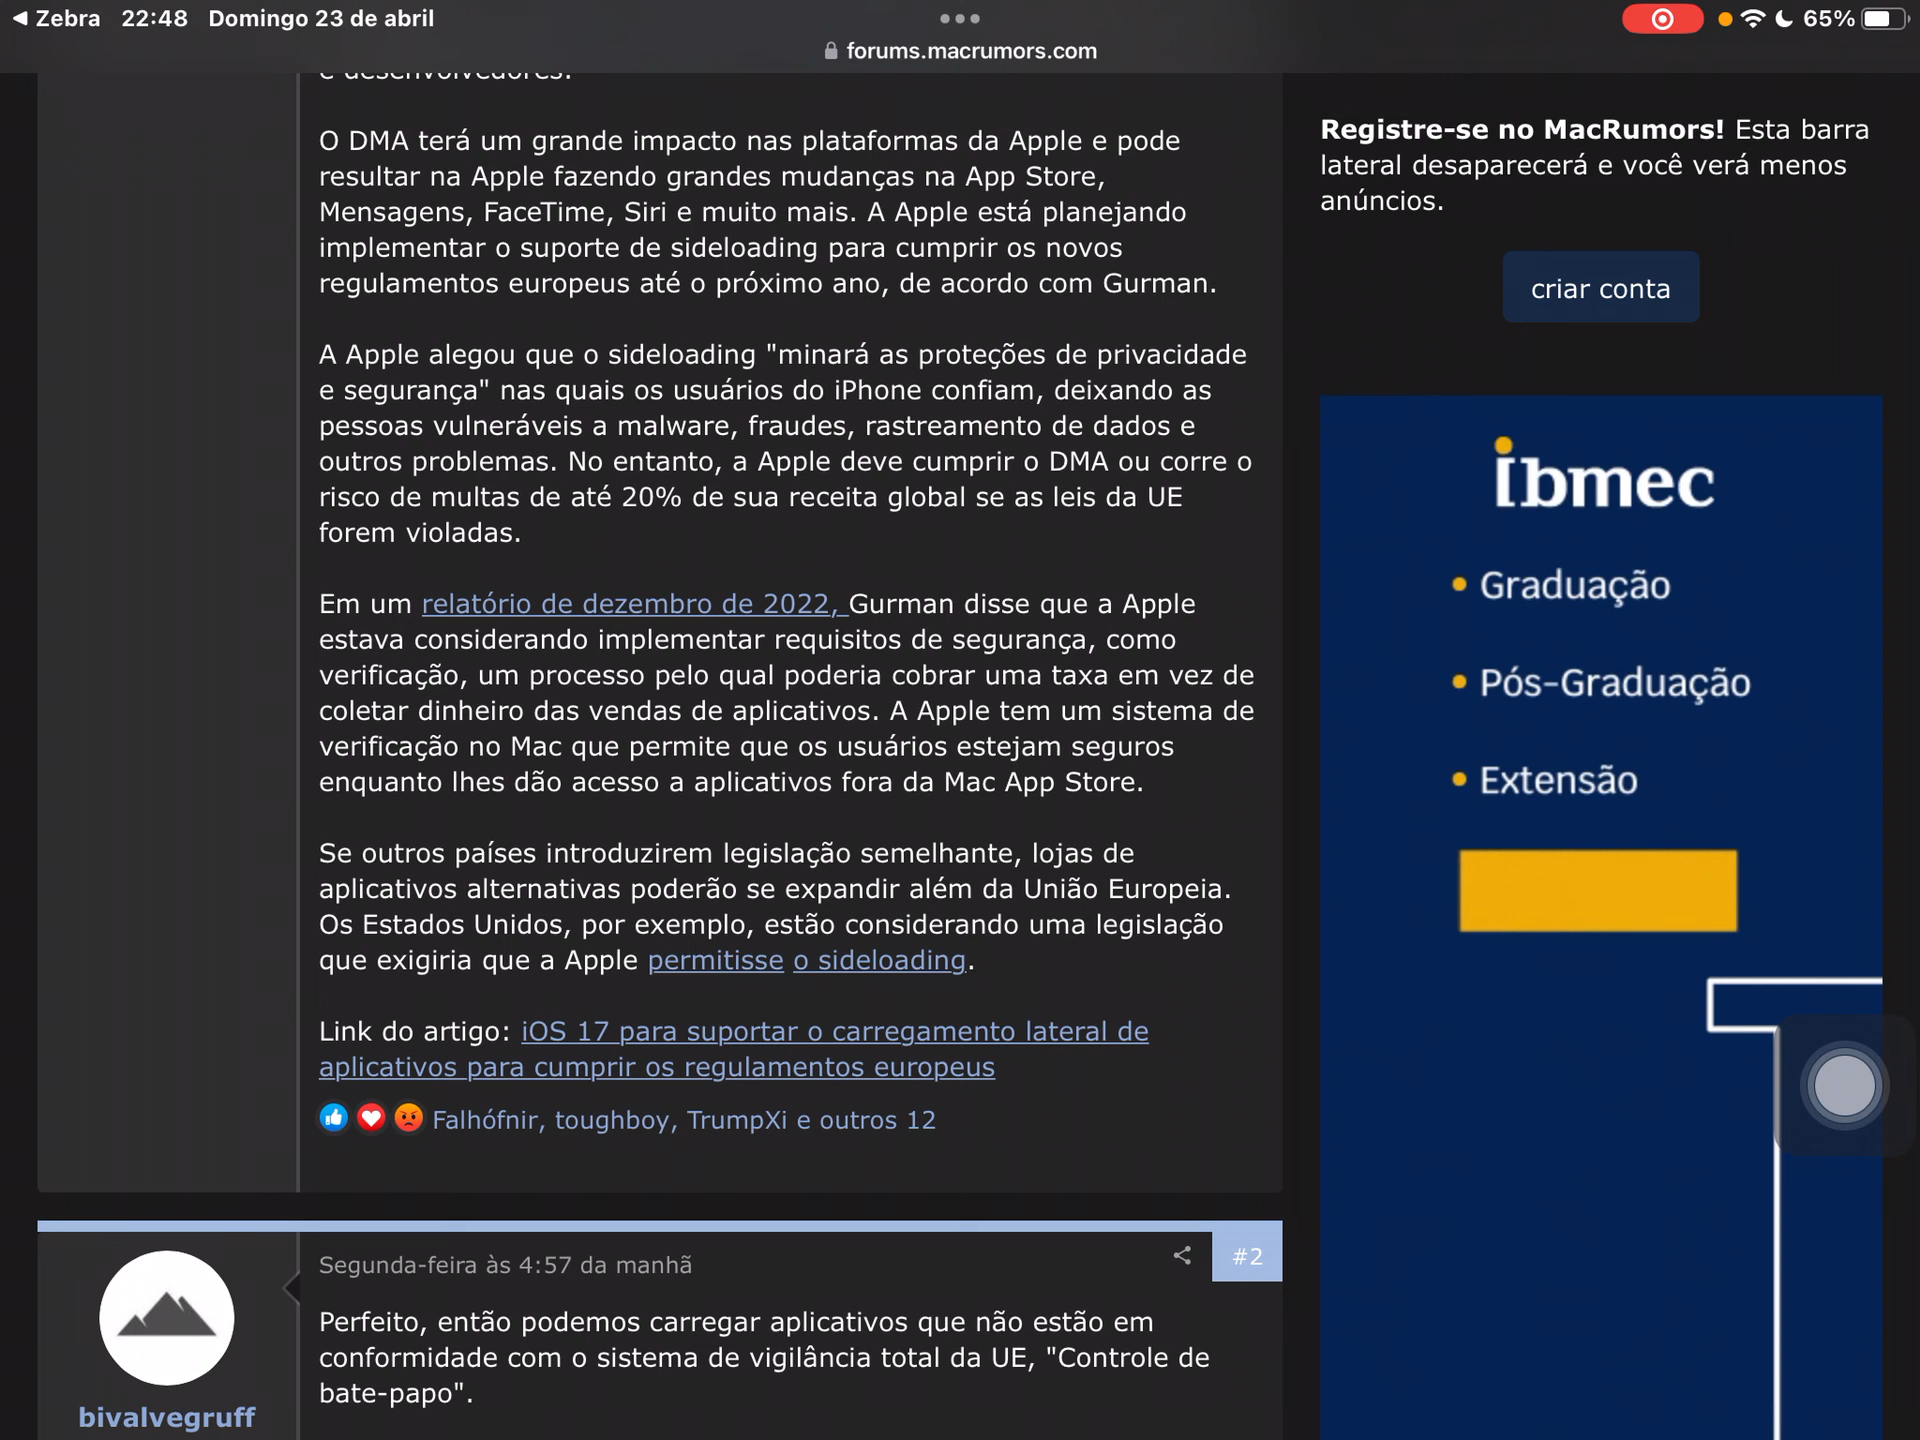 Zebra 22:48 Domingo 23 de abril
65%
forums.macrumors.com
e desenvolvedores.
O DMA terá um grande impacto nas plataformas da Apple e pode
resultar na Apple fazendo grandes mudanças na App Store,
Mensagens, FaceTime, Siri e muito mais. A Apple está planejando
implementar o suporte de sideloading para cumprir os novos
regulamentos europeus até o próximo ano, de acordo com Gurman.
A Apple alegou que o sideloading "minará as proteções de privacidade
e segurança" nas quais os usuários do iPhone confiam, deixando as
pessoas vulneráveis a malware, fraudes, rastreamento de dados e
outros problemas. No entanto, a Apple deve cumprir o DMA ou corre o
risco de multas de até 20% de sua receita global se as leis da UE
forem violadas.
Em um relatório de dezembro de 2022, Gurman disse que a Apple
estava considerando implementar requisitos de segurança, como
verificação, um processo pelo qual poderia cobrar uma taxa em vez de
coletar dinheiro das vendas de aplicativos. A Apple tem um sistema de
verificação no Mac que permite que os usuários estejam seguros
enquanto lhes dão acesso a aplicativos fora da Mac App Store.
Se outros países introduzirem legislação semelhante, lojas de
aplicativos alternativas poderão se expandir além da União Europeia.
Os Estados Unidos, por exemplo, estão considerando uma legislação
que exigiria que a Apple permitisse o sideloading.
Link do artigo: iOS 17 para suportar o carregamento lateral de
aplicativos para cumprir os regulamentos europeus
Falhófnir, toughboy, TrumpXi e outros 12
Segunda-feira às 4:57 da manhã
#2
Perfeito, então podemos carregar aplicativos que não estão em
conformidade com o sistema de vigilância total da UE, "Controle de
bate-papo".
bivalvegruff
Registre-se no MacRumors! Esta barra
lateral desaparecerá e você verá menos
anúncios.
criar conta
ibmec
• Graduação
• Pós-Graduação
• Extensão